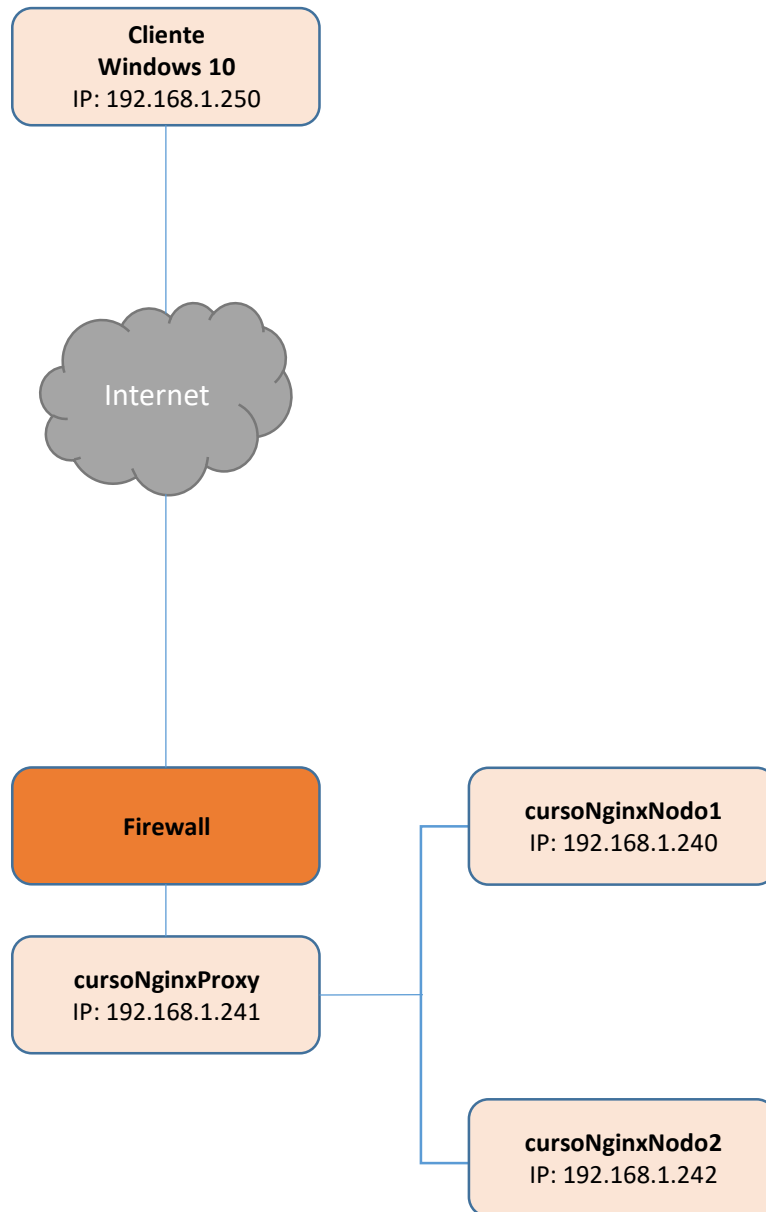 Cliente
Windows 10
IP: 192.168.1.250
Internet
Firewall
cursoNginxNodo1
IP: 192.168.1.240
cursoNginxProxy
IP: 192.168.1.241
cursoNginxNodo2
IP: 192.168.1.242